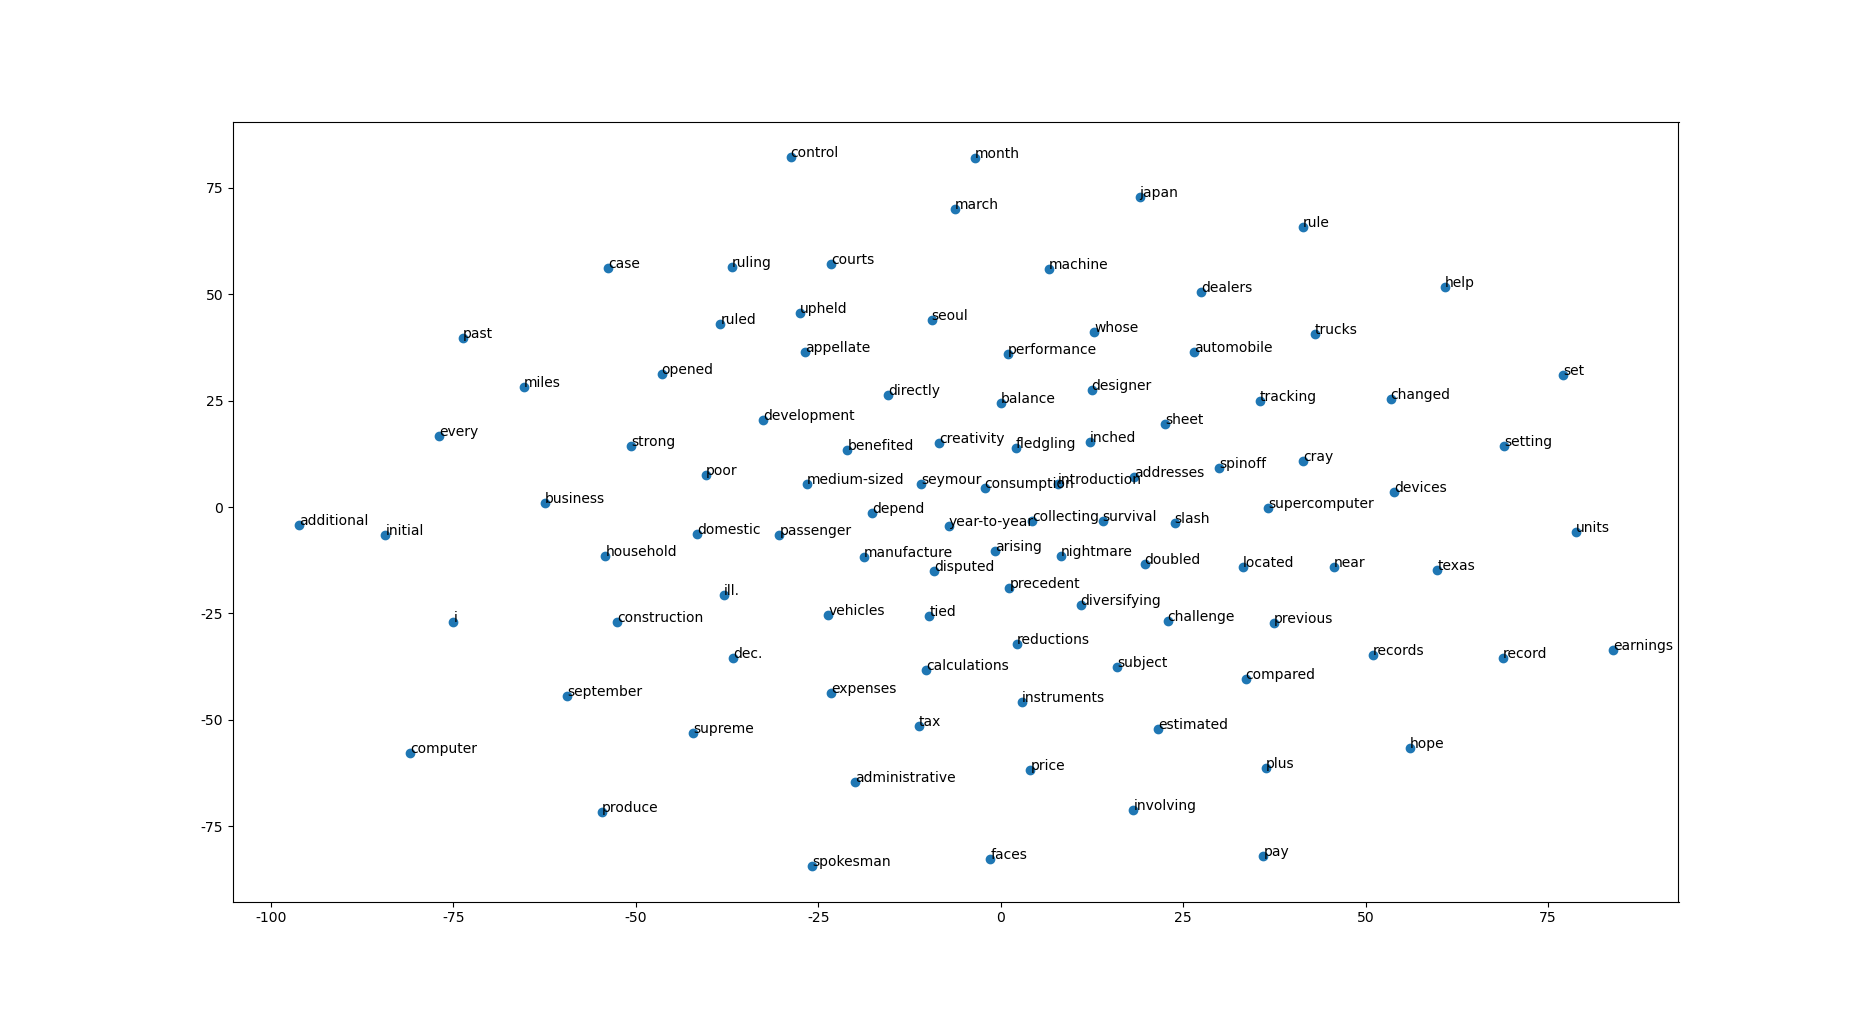 control
month
japan
march
75
rule
case
ruling
courts
machine
help
dealers
50
upheld
seoul
ruled
whose
trucks
past
appellate
performance
automobile
opened
set
miles
directly
designer
changed
25
balance
tracking
development
sheet
every
strong
benefited
creativity
fledgling
inched
setting
poor
spinoff
cray
addresses
medium-sized
seymour
consumption
introduction
devices
business
supercomputer
0
depend
additional
initial
domestic
passenger
year-to-year
collecting
survival
slash
units
household
manufacture
arising
nightmare
disputed
doubled
located
near
texas
ill.
precedent
diversifying
-25
i
construction
vehicles
tied
challenge
previous
dec.
reductions
records
record
earnings
calculations
subject
compared
september
expenses
instruments
-50
supreme
tax
estimated
computer
hope
administrative
price
plus
produce
involving
-75
spokesman
faces
pay
-100
-75
-50
-25
0
25
50
75